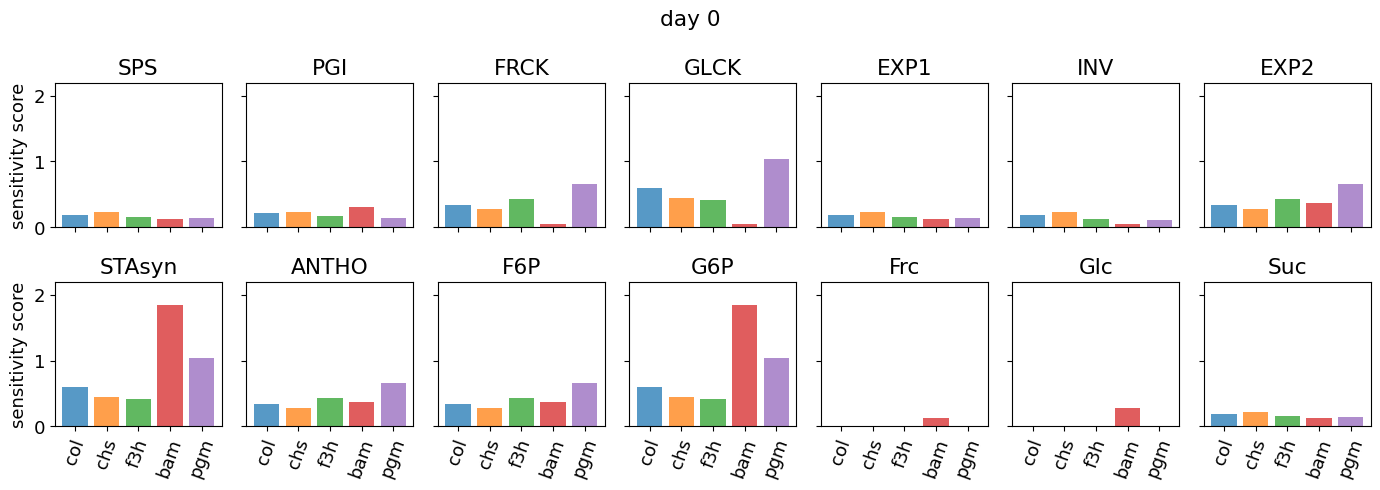 day 0
SPS PGI FRCK GLCK EXP1 INV EXP2
sensitivity score
2
1
0
STAsyn ANTHO F6P G6P Frc Glc Suc
sensitivity score
2
1
0
col chs f3h bam pgm col chs f3h bam pgm col chs f3h bam pgm col chs f3h bam pgm col chs f3h bam pgm col chs f3h bam pgm col chs f3h bam pgm